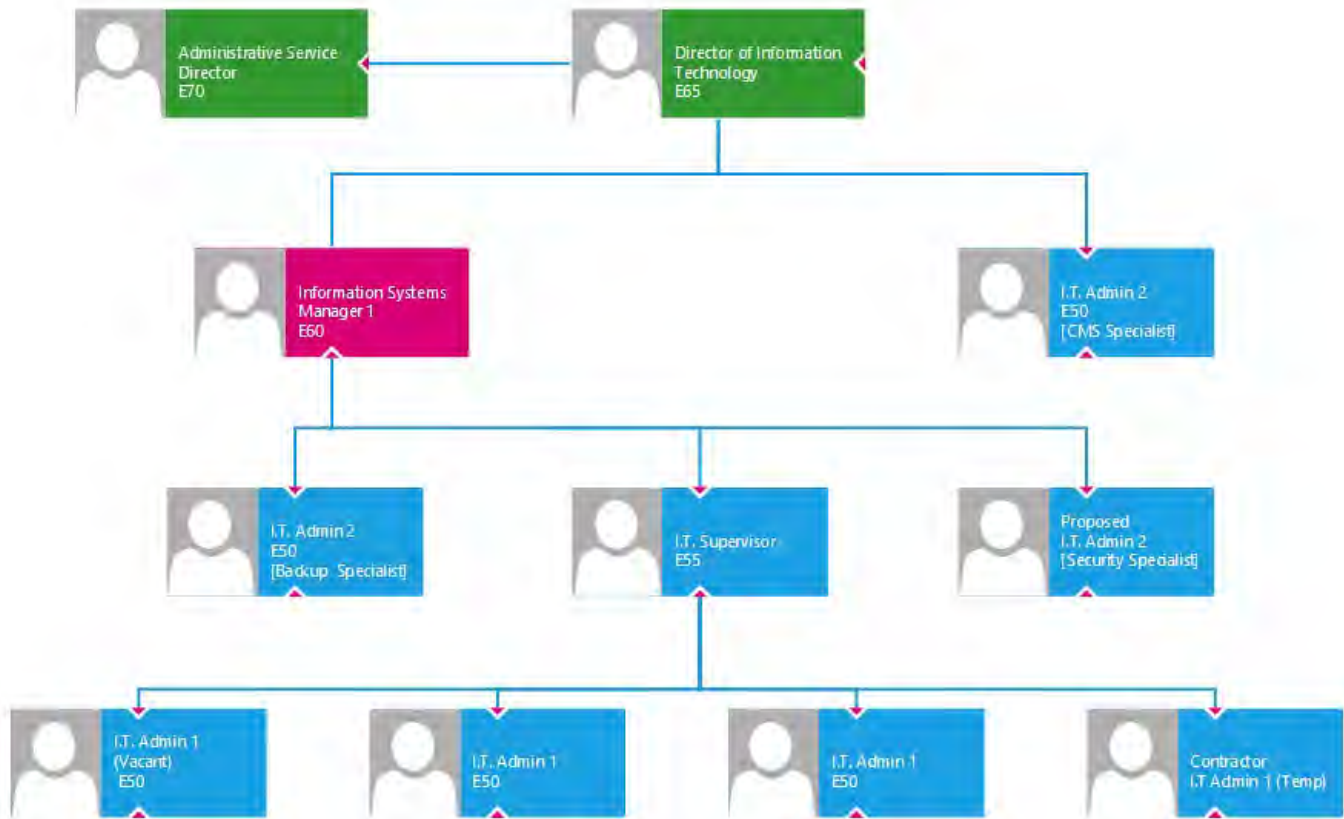 Administrative Service
Director
E70
Director of Information
Technology
E65
Information Systems
Manager 1
E60
I.T. Admin 2
E50
[CMS Specialist]
I.T. Admin 2
E50
[Backup Specialist]
I.T. Supervisor
E55
Proposed
I.T. Admin 2
[Security Specialist]
I.T. Admin 1
(Vacant)
E50
I.T. Admin 1
E50
I.T. Admin 1
E50
Contractor
I.T Admin 1 (Temp)